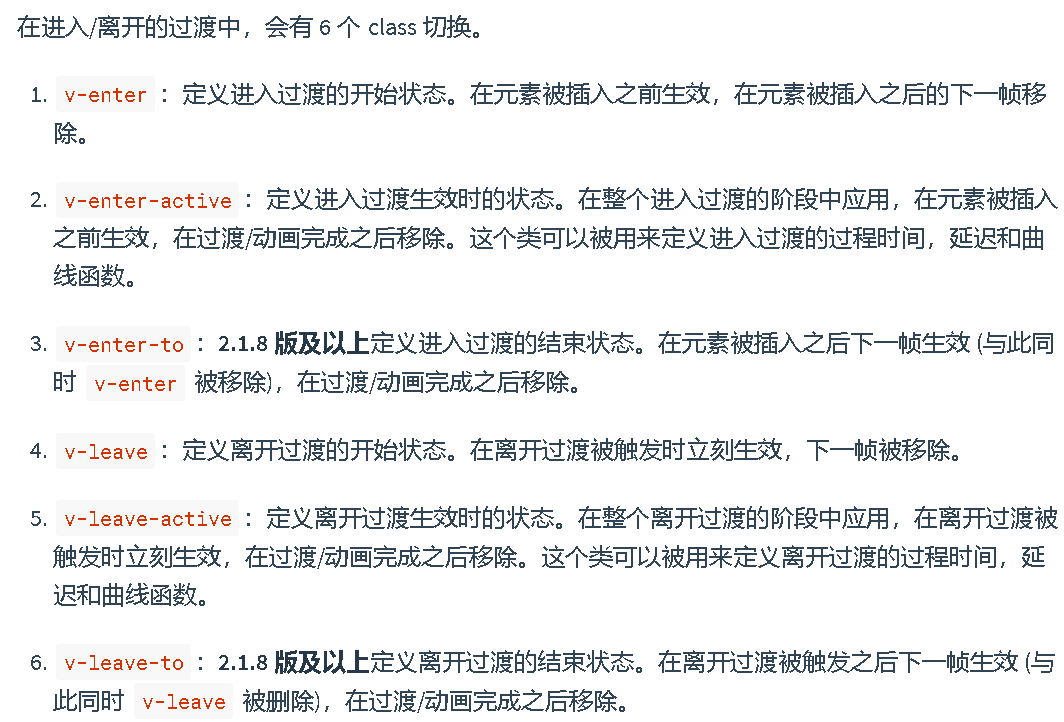 在进入/离开的过渡中，会有 6 个 class 切换。
1. v-enter ：定义进入过渡的开始状态。在元素被插入之前生效，在元素被插入之后的下一帧移
除。
2. v-enter-active ：定义进入过渡生效时的状态。在整个进入过渡的阶段中应用，在元素被插入
之前生效，在过渡/动画完成之后移除。这个类可以被用来定义进入过渡的过程时间，延迟和曲
线函数。
3. v-enter-to ：2.1.8 版及以上定义进入过渡的结束状态。在元素被插入之后下一帧生效 (与此同
时 v-enter 被移除)，在过渡/动画完成之后移除。
4. v-leave ：定义离开过渡的开始状态。在离开过渡被触发时立刻生效，下一帧被移除。
5. v-leave-active ：定义离开过渡生效时的状态。在整个离开过渡的阶段中应用，在离开过渡被
触发时立刻生效，在过渡/动画完成之后移除。这个类可以被用来定义离开过渡的过程时间，延
迟和曲线函数。
6. v-leave-to ：2.1.8 版及以上定义离开过渡的结束状态。在离开过渡被触发之后下一帧生效 (与
此同时 v-leave 被删除)，在过渡/动画完成之后移除。